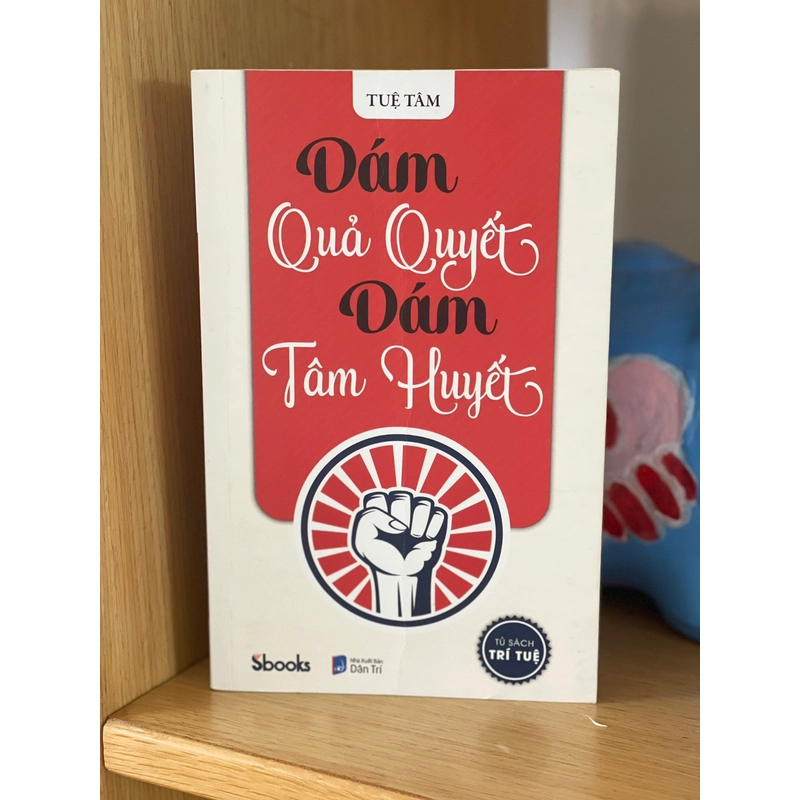 TUỆ TÂM
Dám
Quả Quyết
Dám
Tâm Huyết
Sbooks
Nhà Xuất Bản
Dân Trí
TỦ SÁCH
TRÍ TUỆ